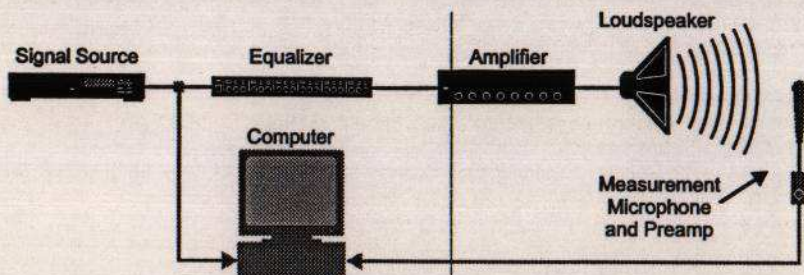 Loudspeaker
Signal Source
Equalizer
Amplifier
Computer
Measurement
Microphone
and Preamp